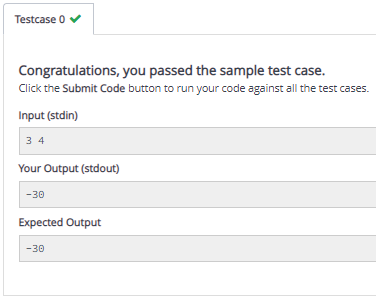 Testcase 0 ✔
Congratulations, you passed the sample test case.
Click the Submit Code button to run your code against all the test cases.
Input (stdin)
3 4
Your Output (stdout)
-30
Expected Output
-30